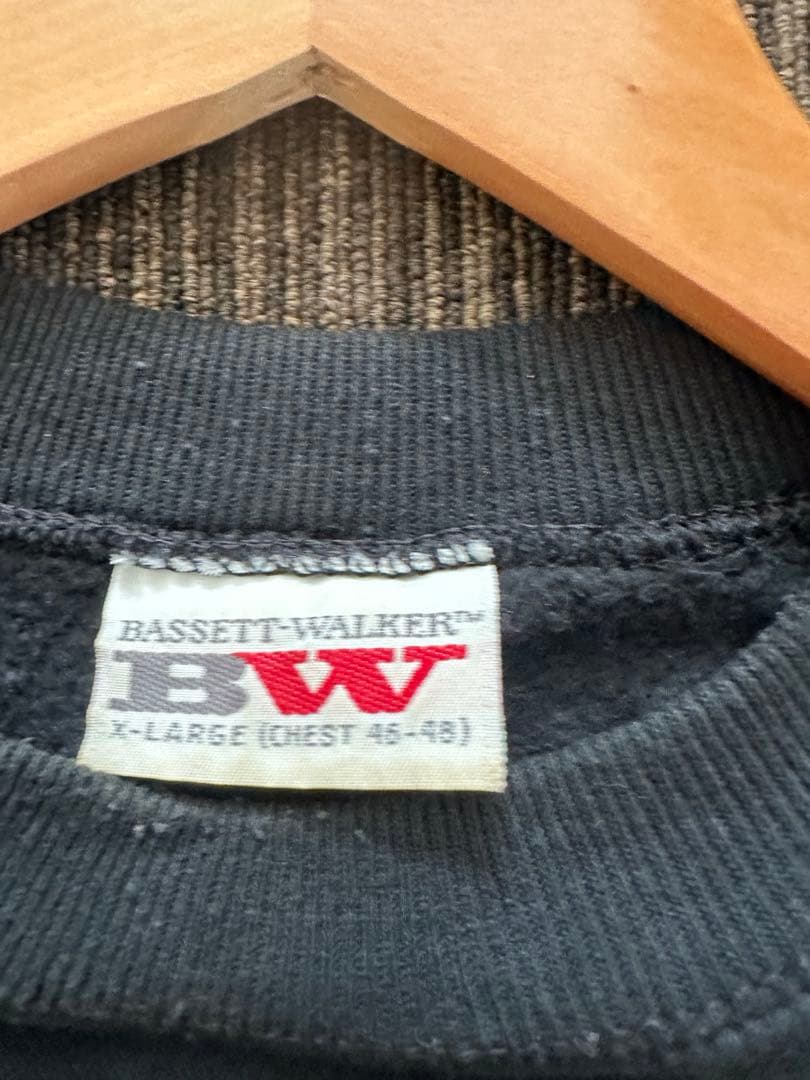 BASSETT-WALKER™
BW
X-LARGE (CHEST 46-48)